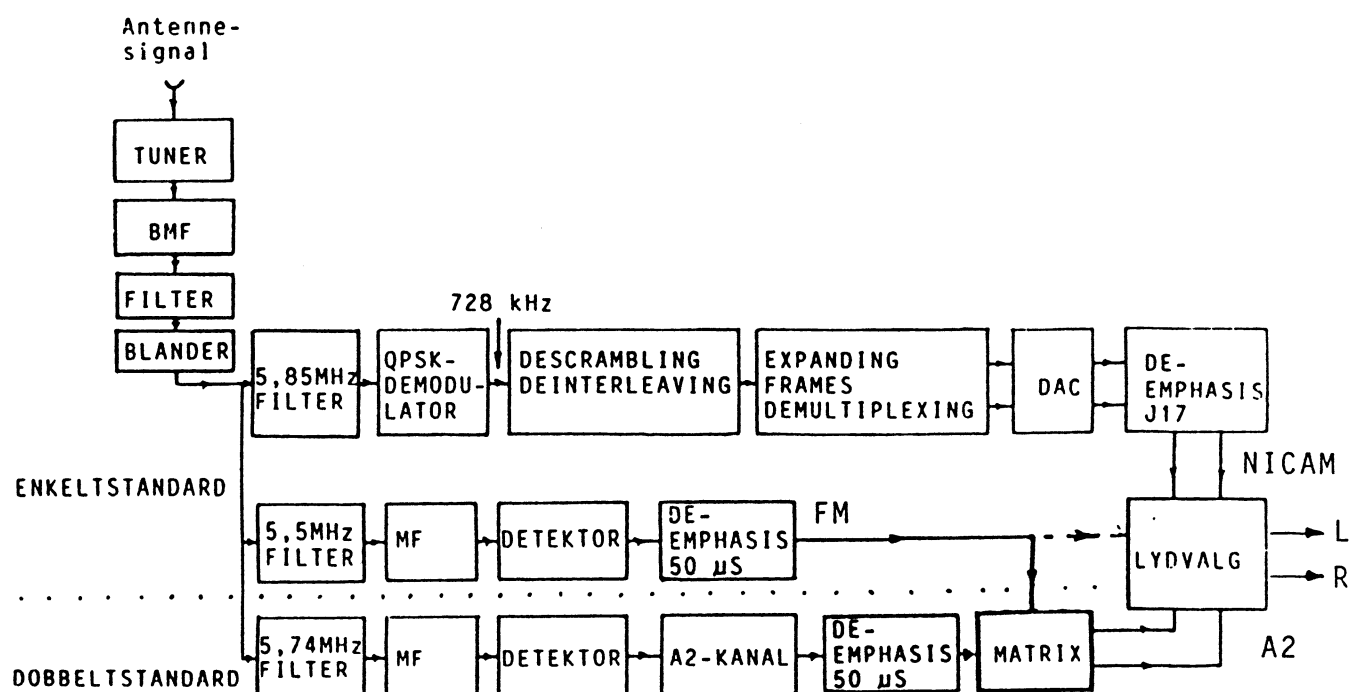 Antenne-
signal
TUNER
BMF
FILTER
BLANDER
728 kHz
5,85MHz
FILTER
QPSK-
DEMODU-
LATOR
DESCRAMBLING
DEINTERLEAVING
EXPANDING
FRAMES
DEMULTIPLEXING
DAC
DE-
EMPHASIS
J17
NICAM
ENKELTSTANDARD
5,5MHz
FILTER
MF
DETEKTOR
DE-
EMPHASIS
50 µS
FM
LYDVALG
L
R
DOBBELTSTANDARD
5,74MHz
FILTER
MF
DETEKTOR
A2-KANAL
DE-
EMPHASIS
50 µS
MATRIX
A2